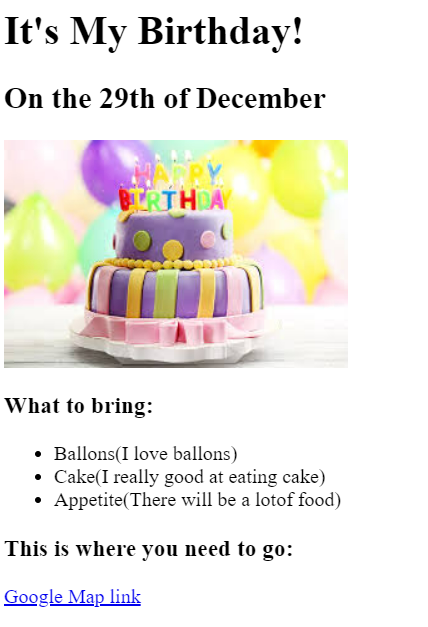 It's My Birthday!
On the 29th of December
HAPPY
BIRTHDAY
What to bring:
Ballons(I love ballons)
Cake(I really good at eating cake)
Appetite(There will be a lotof food)
This is where you need to go:
Google Map link